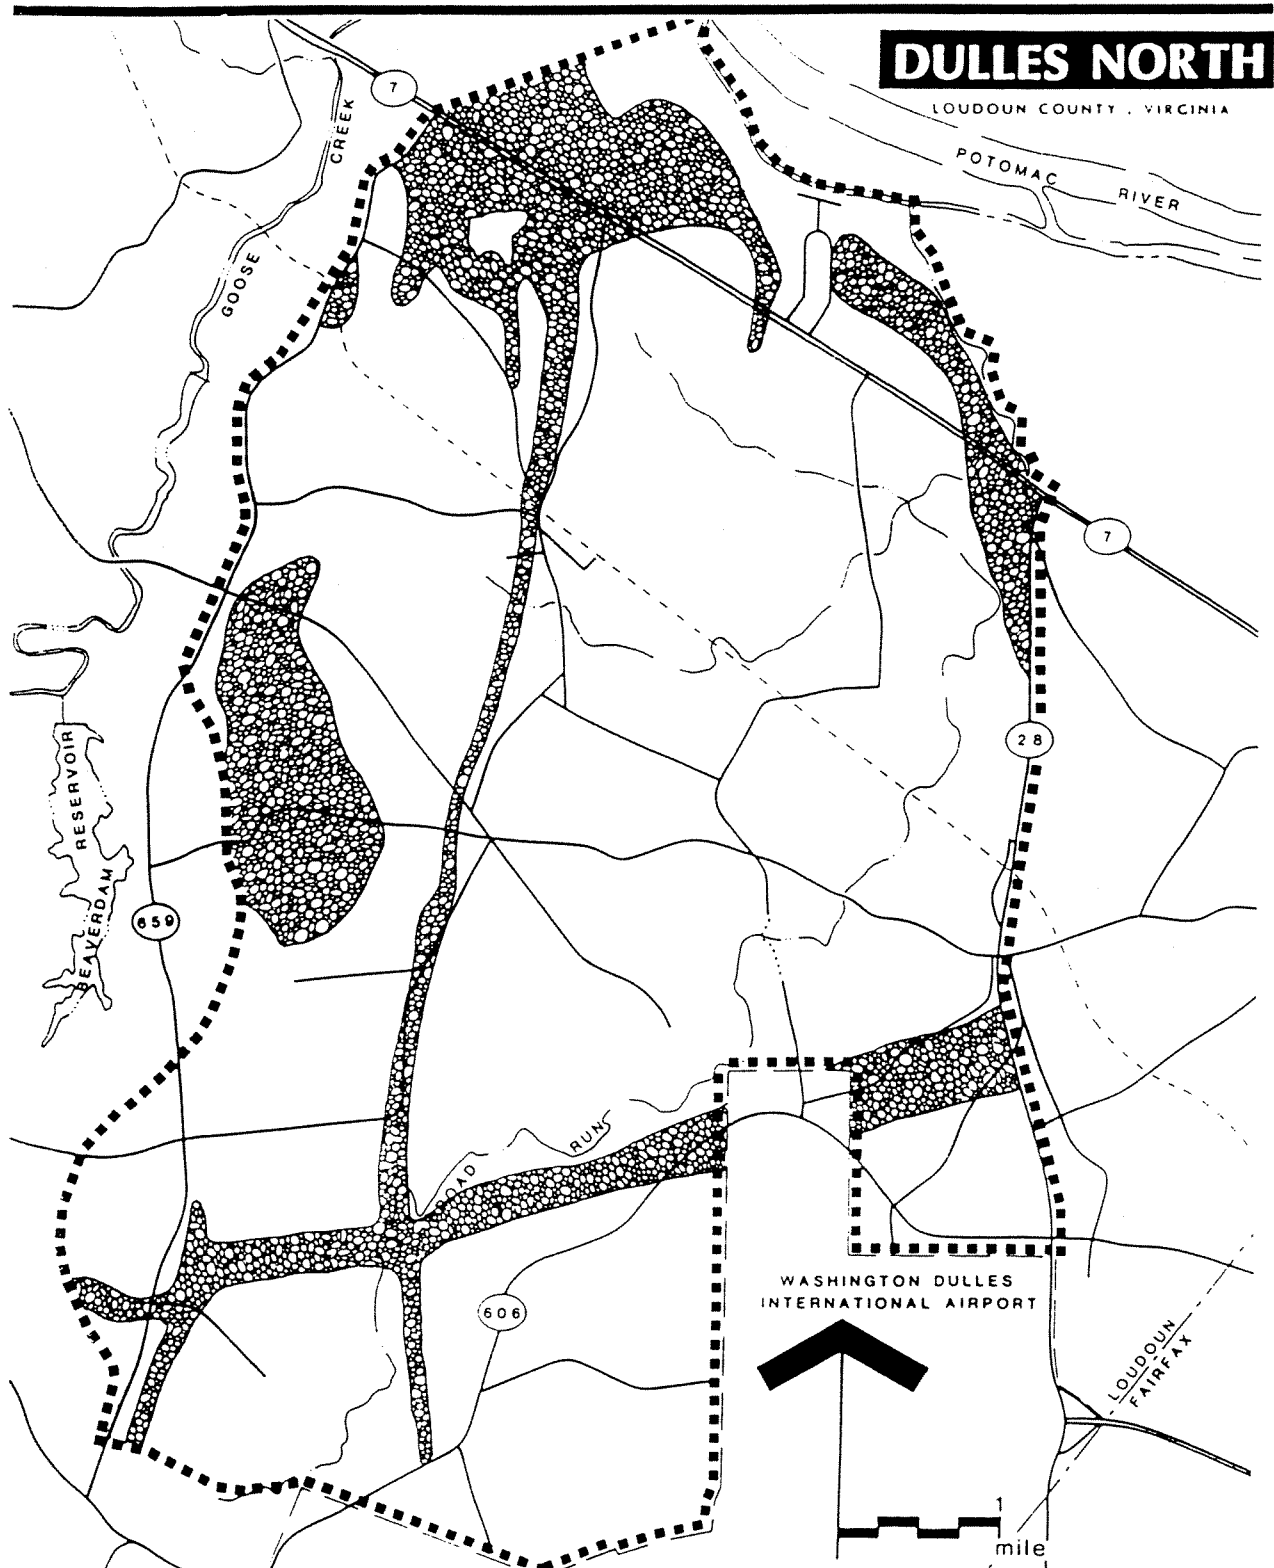 DULLES NORTH
LOUDOUN COUNTY, VIRGINIA
7
CREEK
POTOMAC
RIVER
GOOSE
7
28
RESERVOIR
BEAVERDAM
659
ROAD
RUN
606
WASHINGTON DULLES
INTERNATIONAL AIRPORT
LOUDOUN
FAIRFAX
1
mile